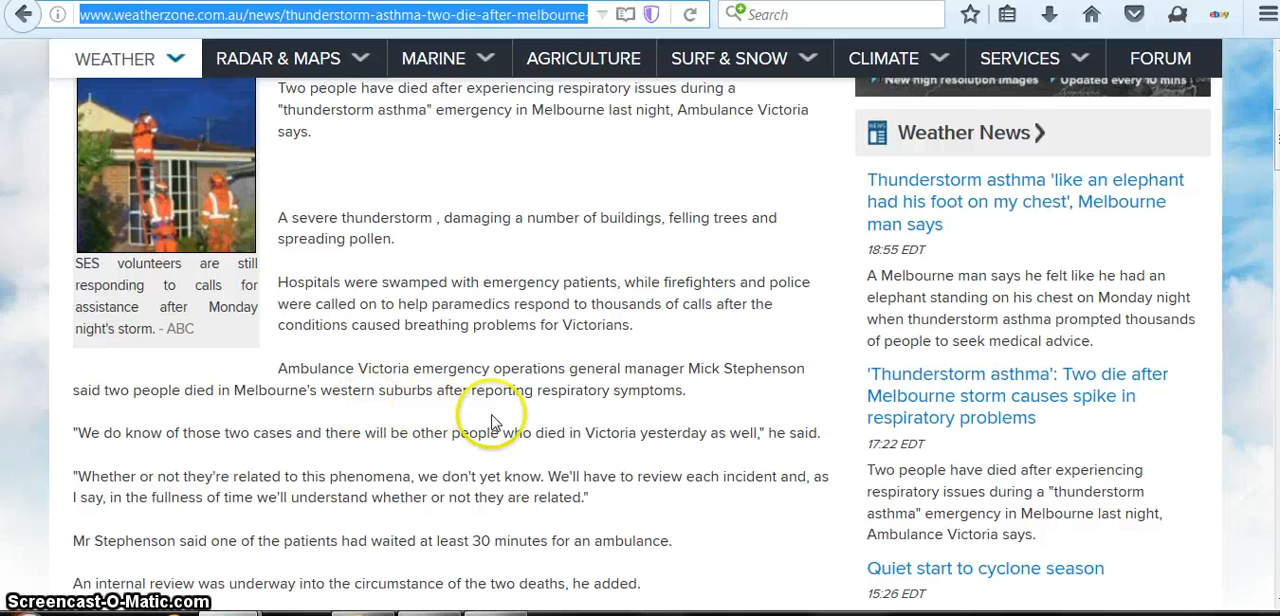 www.weatherzone.com.au/news/thunderstorm-asthma-two-die-after-melbourne-
Search
ebay
WEATHER
RADAR & MAPS
MARINE
AGRICULTURE
SURF & SNOW
CLIMATE
SERVICES
FORUM
New high resolution images
Updated every 10 mins
Two people have died after experiencing respiratory issues during a
"thunderstorm asthma" emergency in Melbourne last night, Ambulance Victoria
says.
A severe thunderstorm , damaging a number of buildings, felling trees and
spreading pollen.
SES volunteers are still
responding to calls for
assistance after Monday
night's storm. - ABC
Hospitals were swamped with emergency patients, while firefighters and police
were called on to help paramedics respond to thousands of calls after the
conditions caused breathing problems for Victorians.
Ambulance Victoria emergency operations general manager Mick Stephenson
said two people died in Melbourne's western suburbs after reporting respiratory symptoms.
"We do know of those two cases and there will be other people who died in Victoria yesterday as well," he said.
"Whether or not they're related to this phenomena, we don't yet know. We'll have to review each incident and, as
I say, in the fullness of time we'll understand whether or not they are related."
Mr Stephenson said one of the patients had waited at least 30 minutes for an ambulance.
An internal review was underway into the circumstance of the two deaths, he added.
Weather News
Thunderstorm asthma 'like an elephant
had his foot on my chest', Melbourne
man says
18:55 EDT
A Melbourne man says he felt like he had an
elephant standing on his chest on Monday night
when thunderstorm asthma prompted thousands
of people to seek medical advice.
'Thunderstorm asthma': Two die after
Melbourne storm causes spike in
respiratory problems
17:22 EDT
Two people have died after experiencing
respiratory issues during a "thunderstorm
asthma" emergency in Melbourne last night,
Ambulance Victoria says.
Quiet start to cyclone season
15:26 EDT
Screencast-O-Matic.com